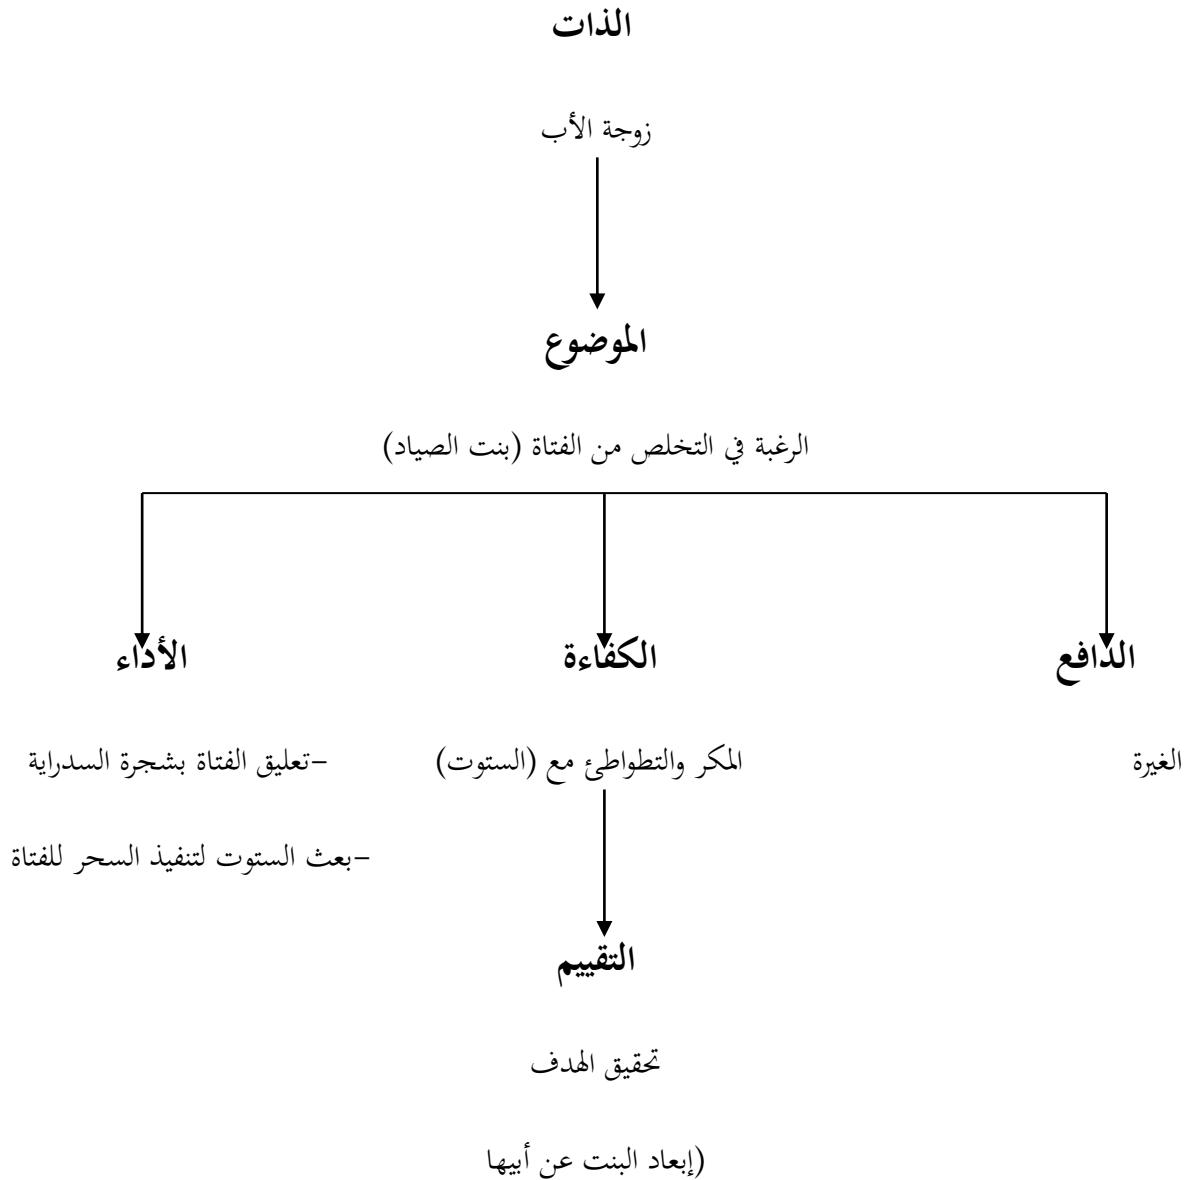 الذات
زوجة الأب
الموضوع
الرغبة في التخلص من الفتاة (بنت الصياد)
الدافع الكفاءة الأداء
الغيرة المكر والتطواطئ مع (الستوت) -تعليق الفتاة بشجرة السدراية
-بعث الستوت لتنفيذ السحر للفتاة
التقييم
تحقيق الهدف
(إبعاد البنت عن أبيها